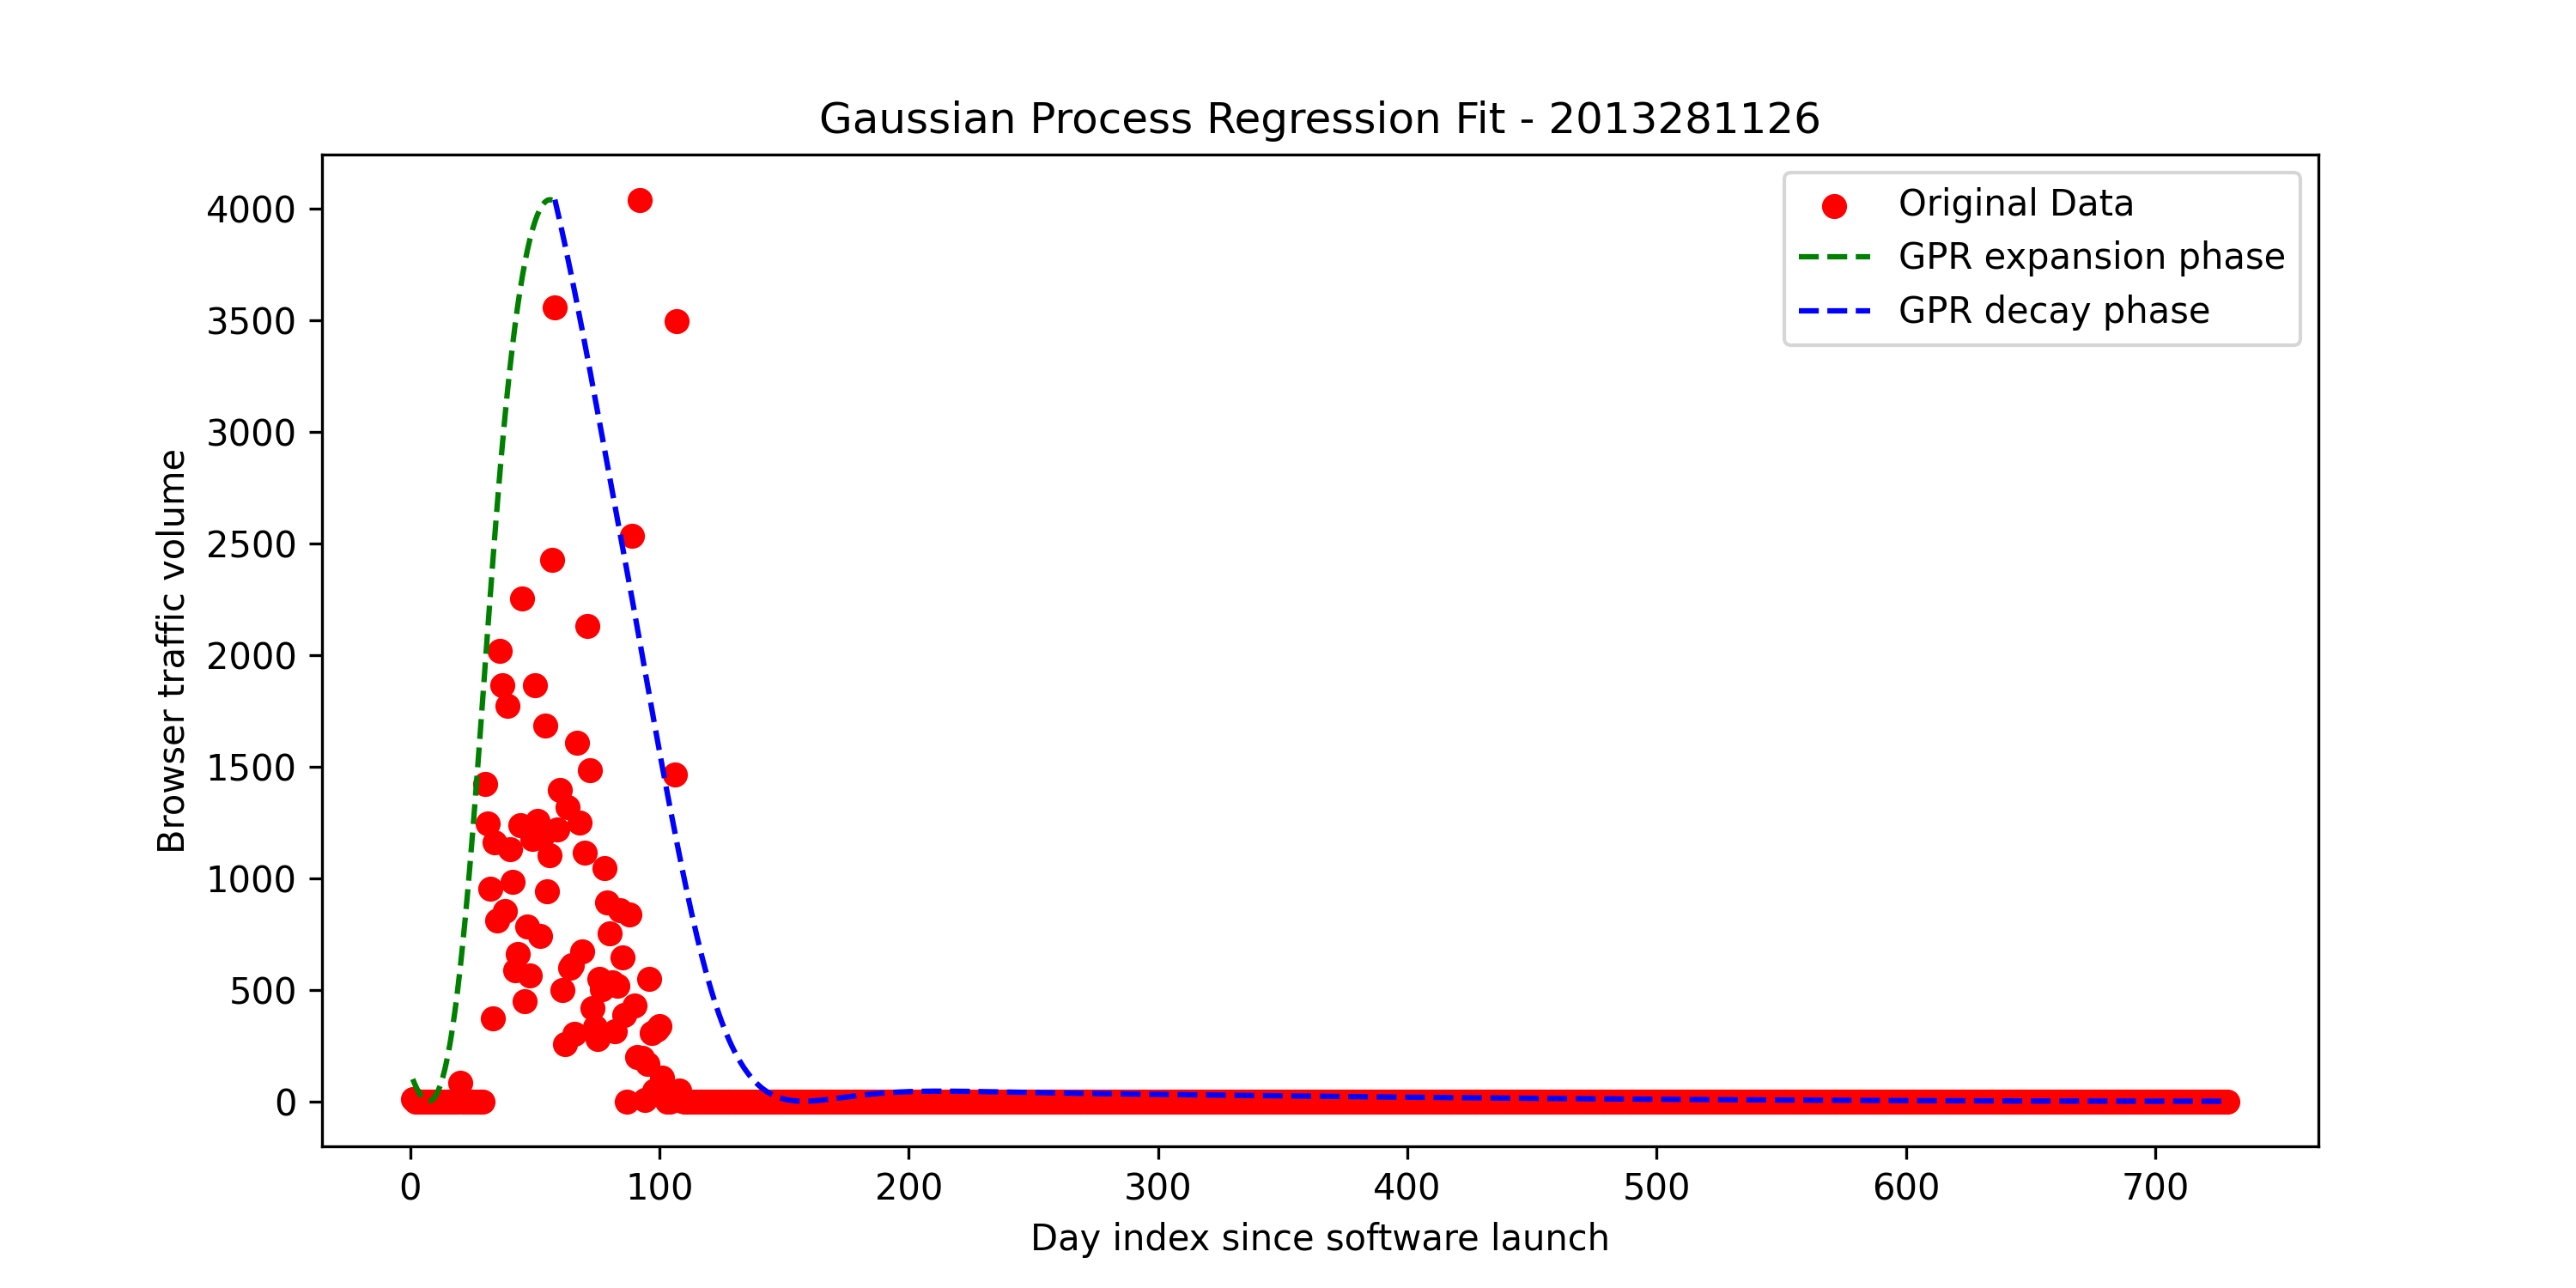 Gaussian Process Regression Fit - 2013281126
Original Data
GPR expansion phase
GPR decay phase
Browser traffic volume
4000
3500
3000
2500
2000
1500
1000
500
0
0 100 200 300 400 500 600 700
Day index since software launch